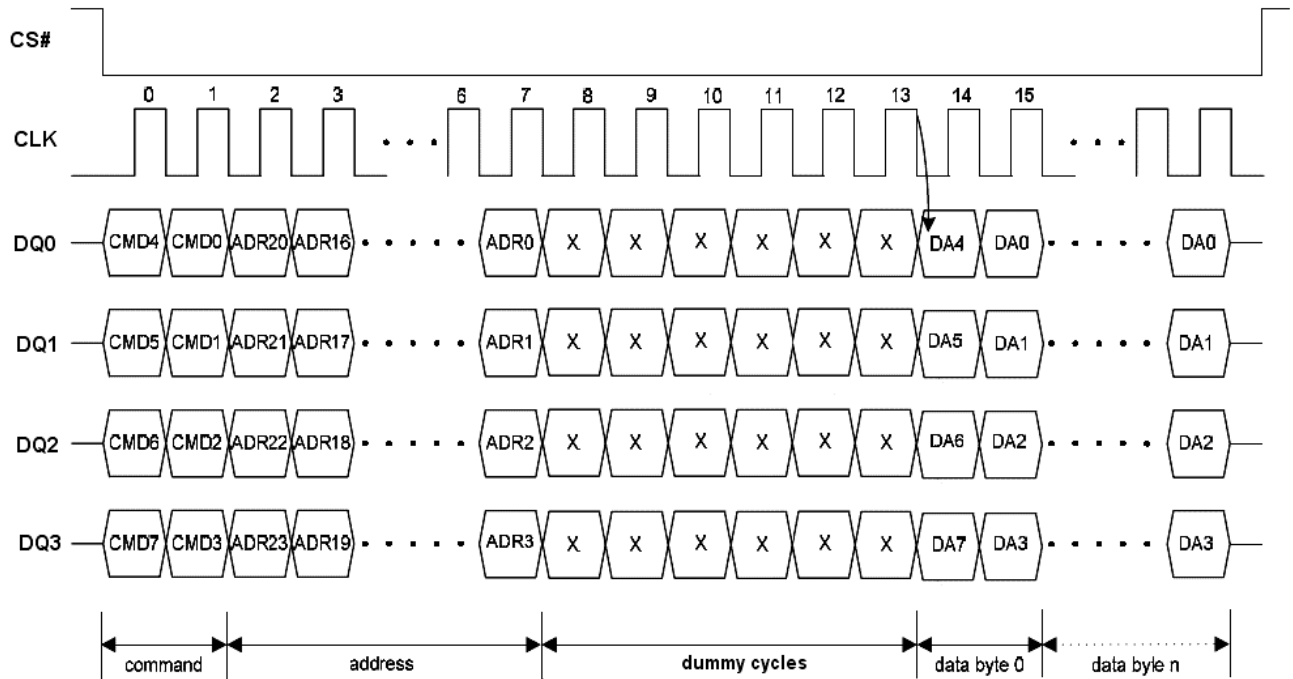 CS#
0 1 2 3 6 7 8 9 10 11 12 13 14 15
CLK
DQ0 CMD4 CMD0 ADR20 ADR16 ADR0 X X X X X X DA4 DA0 DA0
DQ1 CMD5 CMD1 ADR21 ADR17 ADR1 X X X X X X DA5 DA1 DA1
DQ2 CMD6 CMD2 ADR22 ADR18 ADR2 X X X X X X DA6 DA2 DA2
DQ3 CMD7 CMD3 ADR23 ADR19 ADR3 X X X X X X DA7 DA3 DA3
command address dummy cycles data byte 0 data byle n